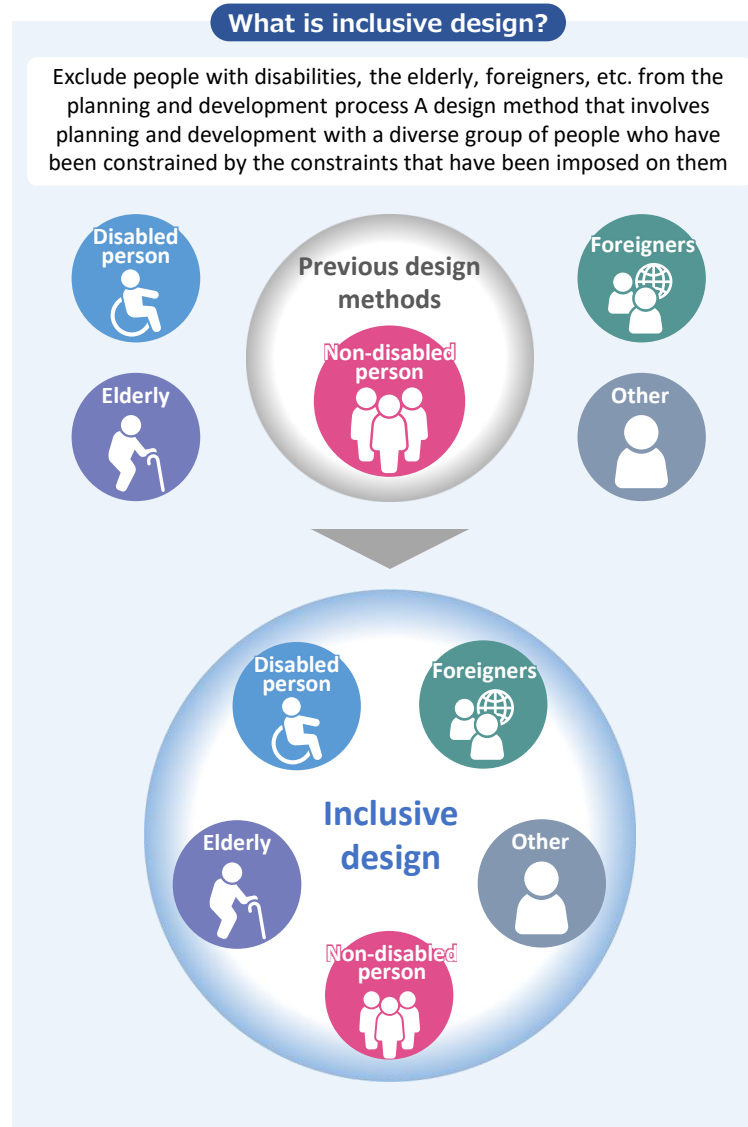 What is inclusive design?
Exclude people with disabilities, the elderly, foreigners, etc. from the
planning and development process A design method that involves
planning and development with a diverse group of people who have
been constrained by the constraints that have been imposed on them
Disabled
person
Previous design
methods
Foreigners
Non-disabled
person
Elderly
Other
Disabled
person
Foreigners
Inclusive
design
Elderly
Other
Non-disabled
person